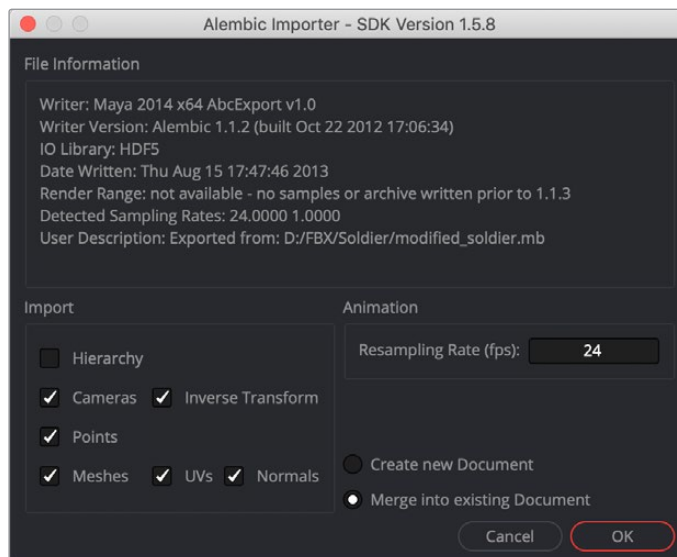 Alembic Importer - SDK Version 1.5.8
File Information
Writer: Maya 2014 x64 AbcExport v1.0
Writer Version: Alembic 1.1.2 (built Oct 22 2012 17:06:34)
IO Library: HDF5
Date Written: Thu Aug 15 17:47:46 2013
Render Range: not available - no samples or archive written prior to 1.1.3
Detected Sampling Rates: 24.0000 1.0000
User Description: Exported from: D:/FBX/Soldier/modified_soldier.mb
Import
Hierarchy
Cameras Inverse Transform
Points
Meshes UVs Normals
Animation
Resampling Rate (fps): 24
Create new Document
Merge into existing Document
Cancel OK